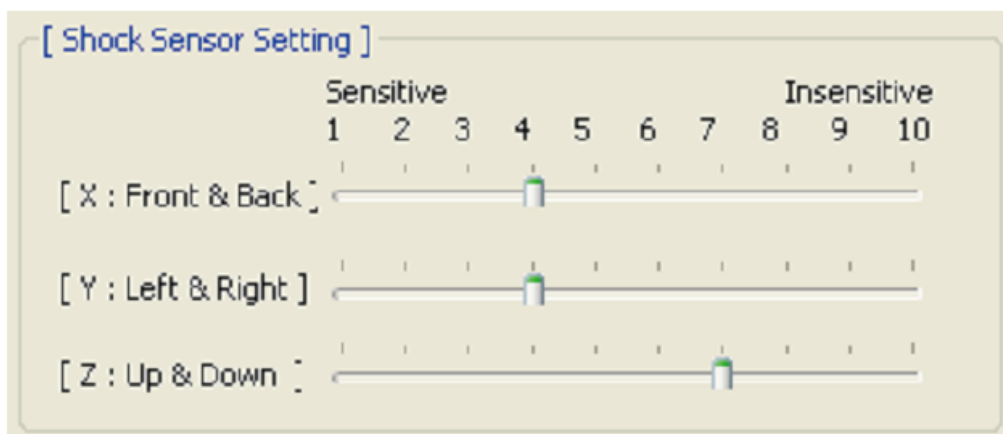 [ Shock Sensor Setting ]
Sensitive Insensitive
1 2 3 4 5 6 7 8 9 10
[ X : Front & Back ]
[ Y : Left & Right ]
[ Z : Up & Down ]